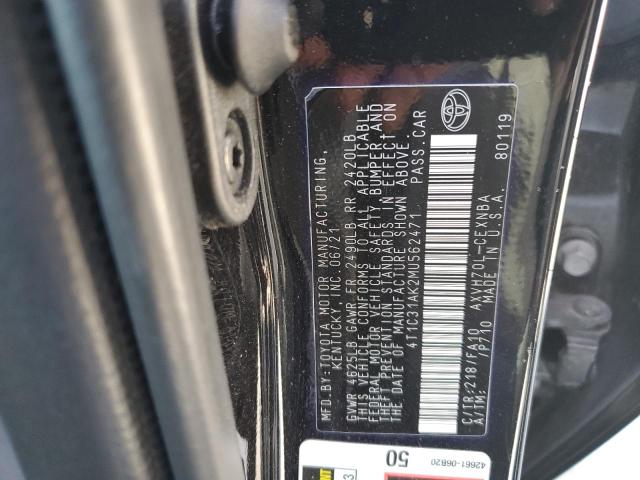 MFD.BY:TOYOTA MOTOR MANUFACTURING,
KENTUCKY, INC 06/21
GVWR 4625LB GAWR FR 2490LB RR 2420LB
THIS VEHICLE CONFORMS TO ALL APPLICABLE
FEDERAL MOTOR VEHICLE SAFETY, BUMPER AND
THEFT PREVENTION STANDARDS IN EFFECT ON
THE DATE OF MANUFACTURE SHOWN ABOVE.
4T1C31AK2MU562471 PASS.CAR
C/TR:218/FA10 AXVH70L-CEXNBA
A/TM: /P710 MADE IN U.S.A. 80119
50
42661-06B20